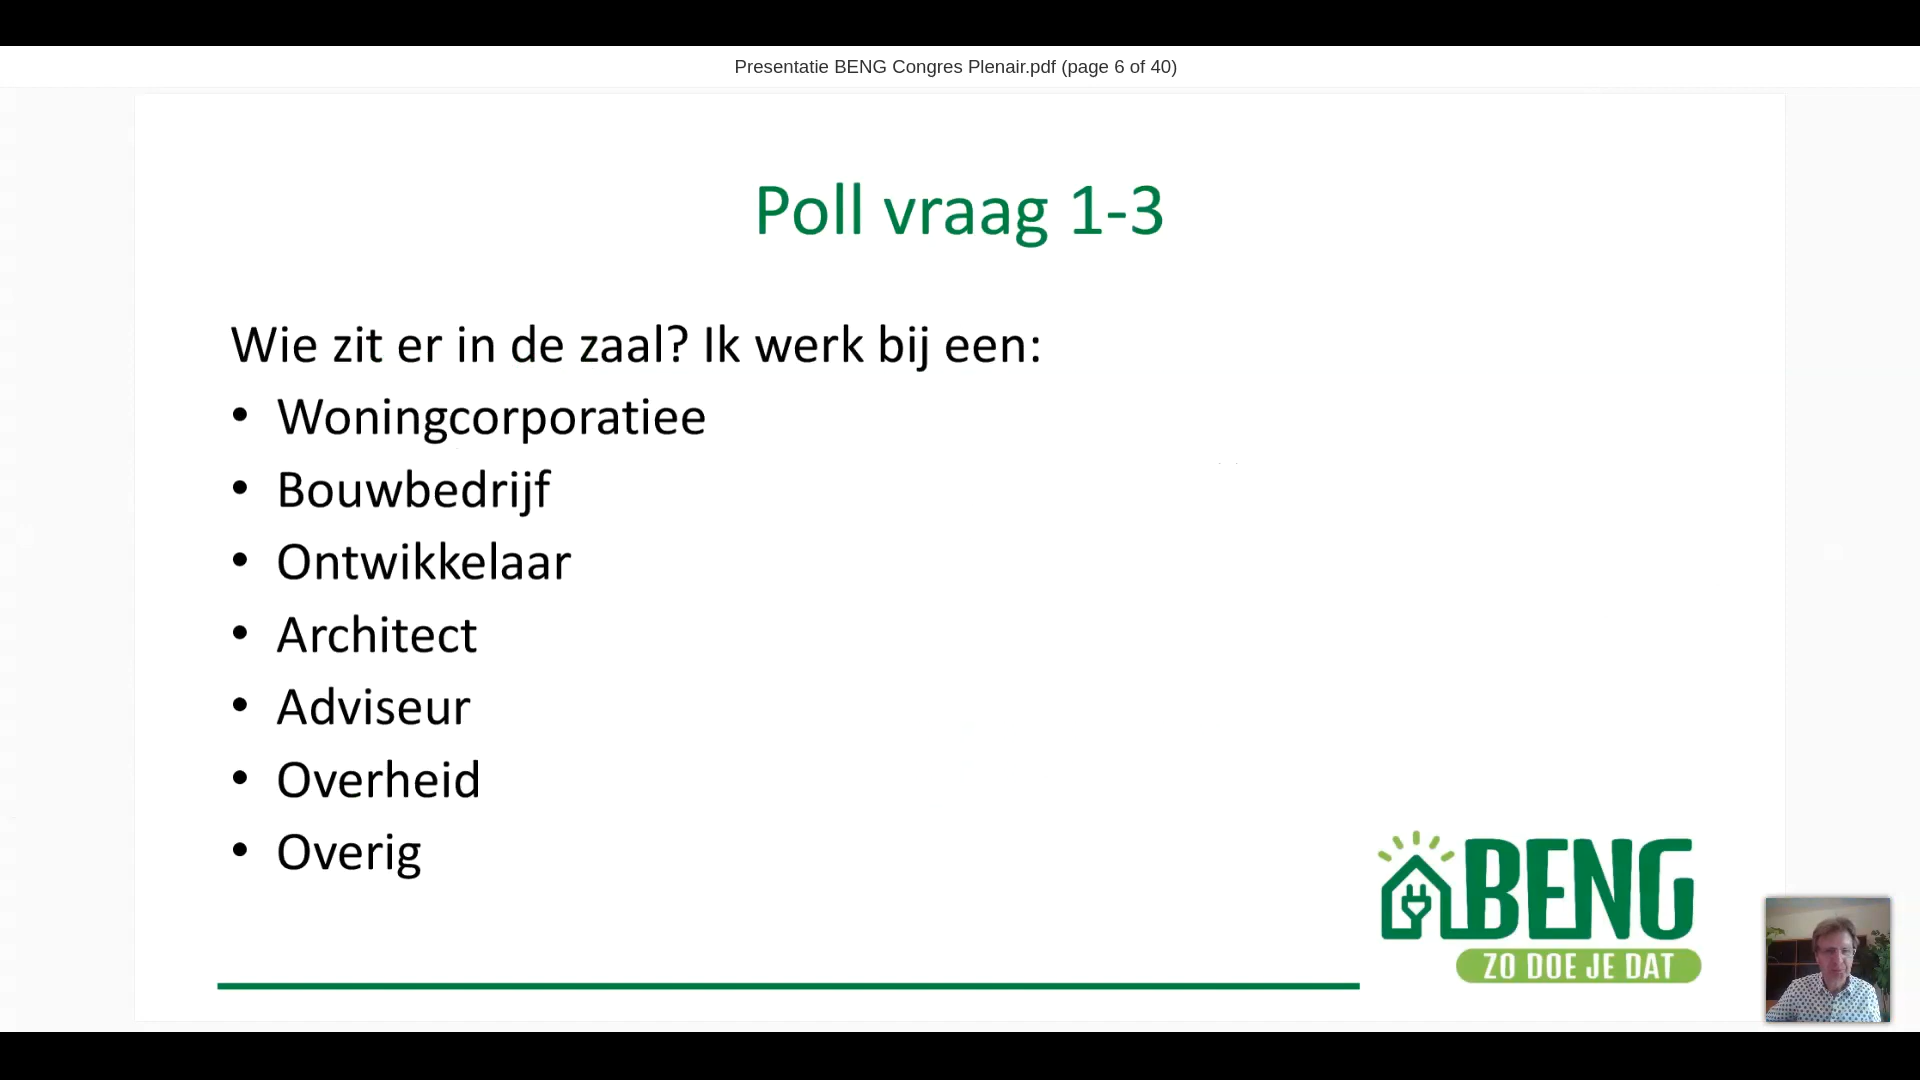 Presentatie BENG Congres Plenair.pdf (page 6 of 40)
Poll vraag 1-3
Wie zit er in de zaal? Ik werk bij een:
• Woningcorporatiee
• Bouwbedrijf
• Ontwikkelaar
• Architect
• Adviseur
• Overheid
• Overig
BENG
ZO DOE JE DAT